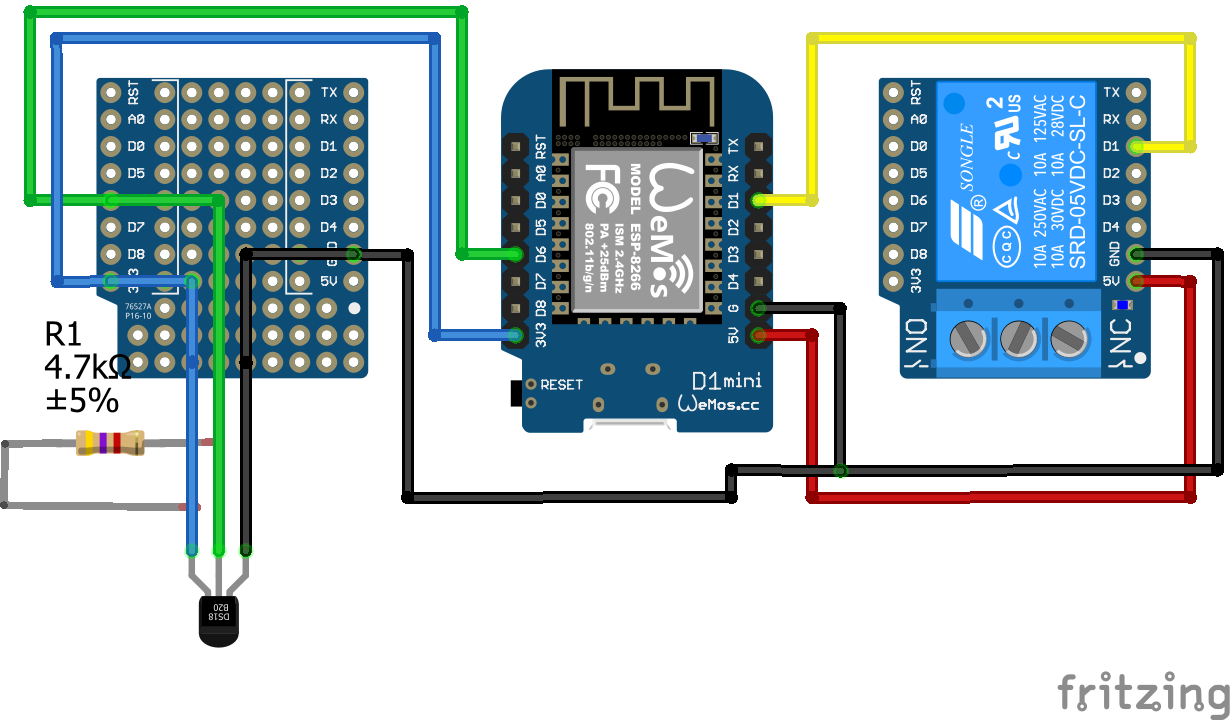 RST
A0
D0
D5
D7
D8
3V3
TX
RX
D1
D2
D3
D4
5V
76527A
P16-10
R1
4.7kΩ
±5%
DS18
B20
RST
A0
D0
D5
D6
D7
D8
3V3
TX
RX
D1
D2
D3
D4
G
5V
WeMos
MODEL ESP-8266
ISM 2.4GHz
PA +25dBm
802.11b/g/n
FC
RESET
D1 mini
WeMos.cc
RST
A0
D0
D5
D6
D7
D8
3V3
TX
RX
D1
D2
D3
D4
GND
5V
SONGLE
®
c RU US
2
CQC
10A 250VAC 10A 125VAC
10A 30VDC 10A 28VDC
SRD-05VDC-SL-C
NO
NC
fritzing